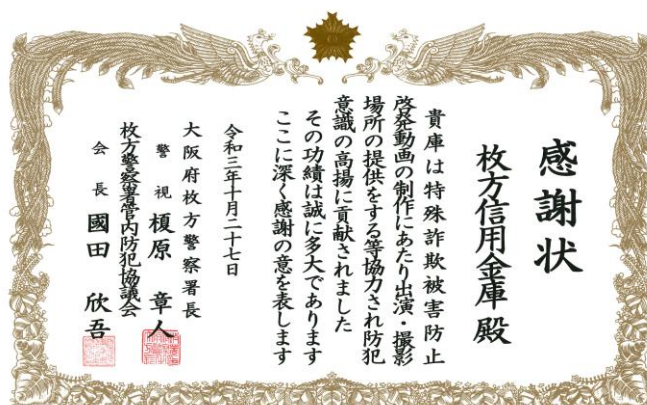 感謝状
枚方信用金庫 殿
貴庫は特殊詐欺被害防止
啓発動画の制作にあたり出演・撮影
場所の提供をする等協力され防犯
意識の高揚に貢献されました
その功績は誠に多大であります
ここに深く感謝の意を表します
令和三年十月二十七日
大阪府枚方警察署長
警視 榎原 章人
枚方警察署管内防犯協議会
会長 國田 欣吾